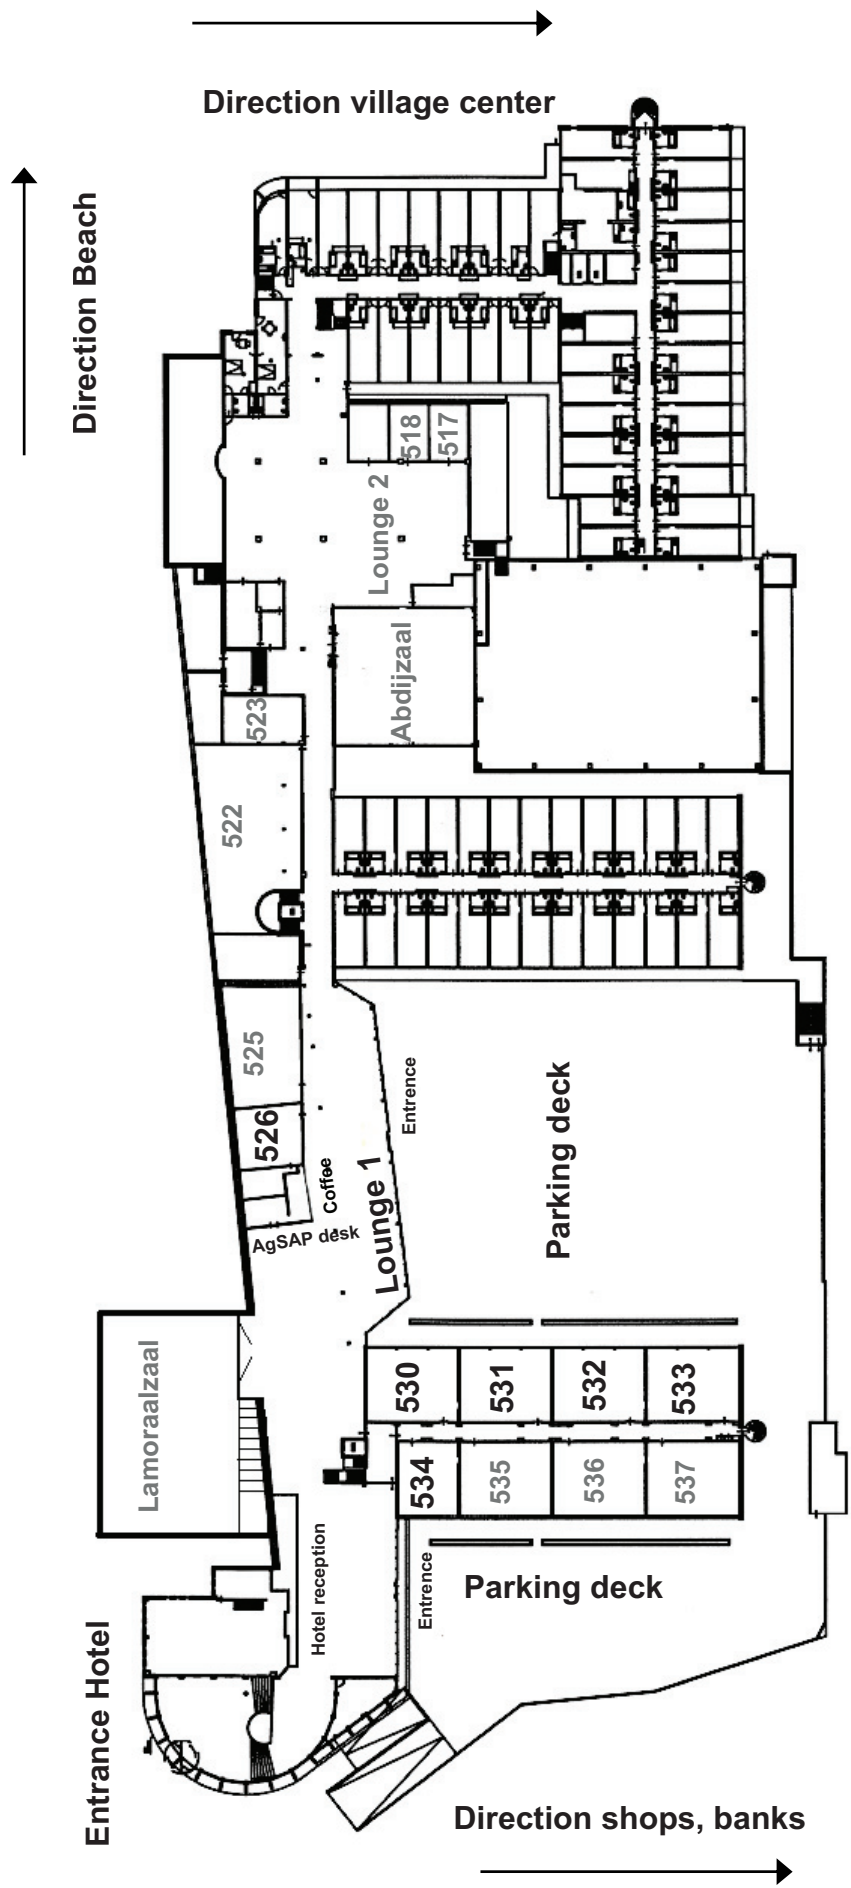 Direction village center
Direction Beach
518
517
Lounge 2
Abdijzaal
523
522
525
526
Entrence
Coffee
Lounge 1
Parking deck
AgSAP desk
Lamoraalzaal
530
531
532
533
534
535
536
537
Hotel reception
Entrence
Parking deck
Entrance Hotel
Direction shops, banks